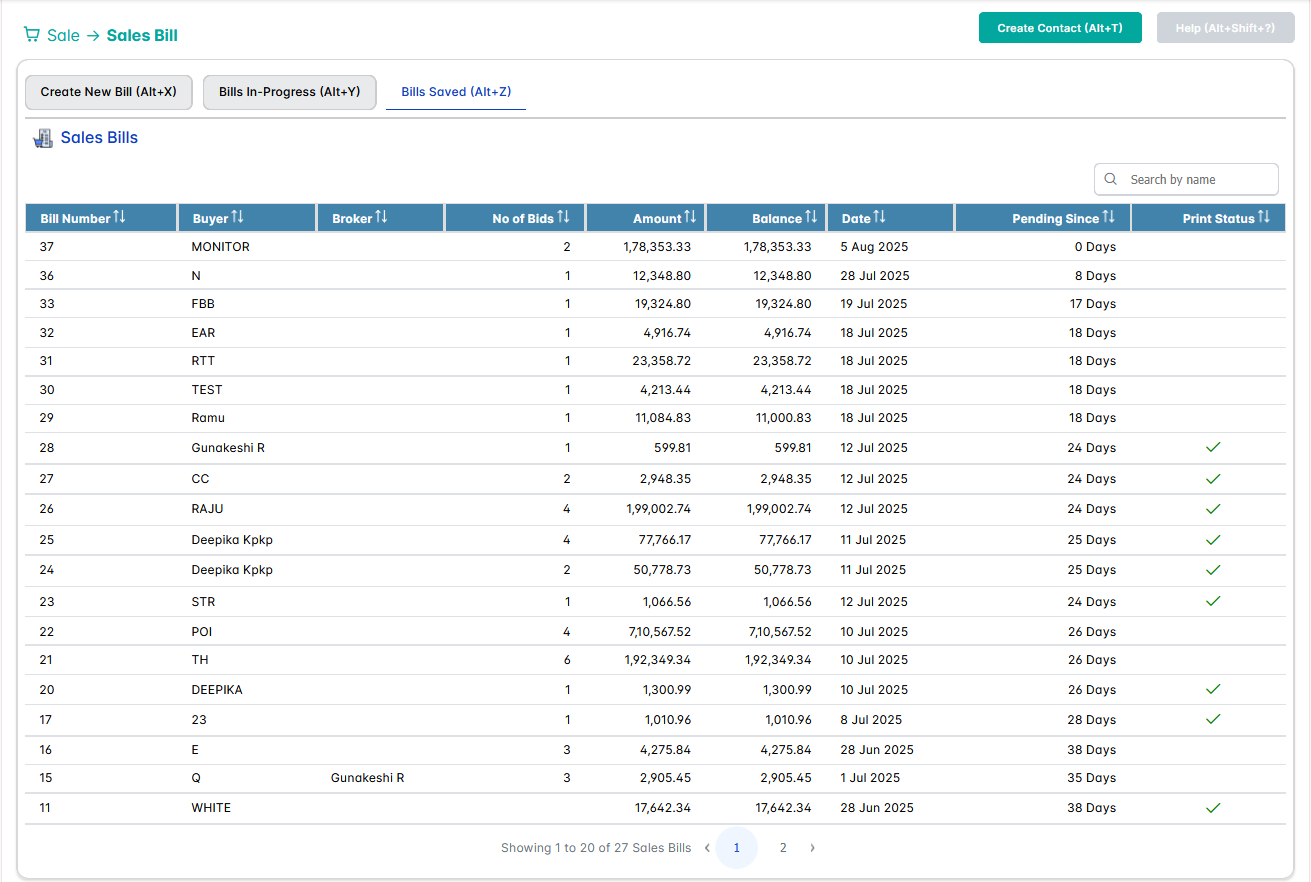 Sale → Sales Bill
Create Contact (Alt+T) Help (Alt+Shift+?)
Create New Bill (Alt+X) Bills In-Progress (Alt+Y) Bills Saved (Alt+Z)
Sales Bills
Search by name
Bill Number Buyer Broker No of Bids Amount Balance Date Pending Since Print Status
37 MONITOR 2 1,78,353.33 1,78,353.33 5 Aug 2025 0 Days
36 N 1 12,348.80 12,348.80 28 Jul 2025 8 Days
33 FBB 1 19,324.80 19,324.80 19 Jul 2025 17 Days
32 EAR 1 4,916.74 4,916.74 18 Jul 2025 18 Days
31 RTT 1 23,358.72 23,358.72 18 Jul 2025 18 Days
30 TEST 1 4,213.44 4,213.44 18 Jul 2025 18 Days
29 Ramu 1 11,084.83 11,000.83 18 Jul 2025 18 Days
28 Gunakeshi R 1 599.81 599.81 12 Jul 2025 24 Days ✓
27 CC 2 2,948.35 2,948.35 12 Jul 2025 24 Days ✓
26 RAJU 4 1,99,002.74 1,99,002.74 12 Jul 2025 24 Days ✓
25 Deepika Kpkp 4 77,766.17 77,766.17 11 Jul 2025 25 Days ✓
24 Deepika Kpkp 2 50,778.73 50,778.73 11 Jul 2025 25 Days ✓
23 STR 1 1,066.56 1,066.56 12 Jul 2025 24 Days ✓
22 POI 4 7,10,567.52 7,10,567.52 10 Jul 2025 26 Days
21 TH 6 1,92,349.34 1,92,349.34 10 Jul 2025 26 Days
20 DEEPIKA 1 1,300.99 1,300.99 10 Jul 2025 26 Days ✓
17 23 1 1,010.96 1,010.96 8 Jul 2025 28 Days ✓
16 E 3 4,275.84 4,275.84 28 Jun 2025 38 Days
15 Q Gunakeshi R 3 2,905.45 2,905.45 1 Jul 2025 35 Days
11 WHITE 17,642.34 17,642.34 28 Jun 2025 38 Days ✓
Showing 1 to 20 of 27 Sales Bills ‹ 1 2 ›